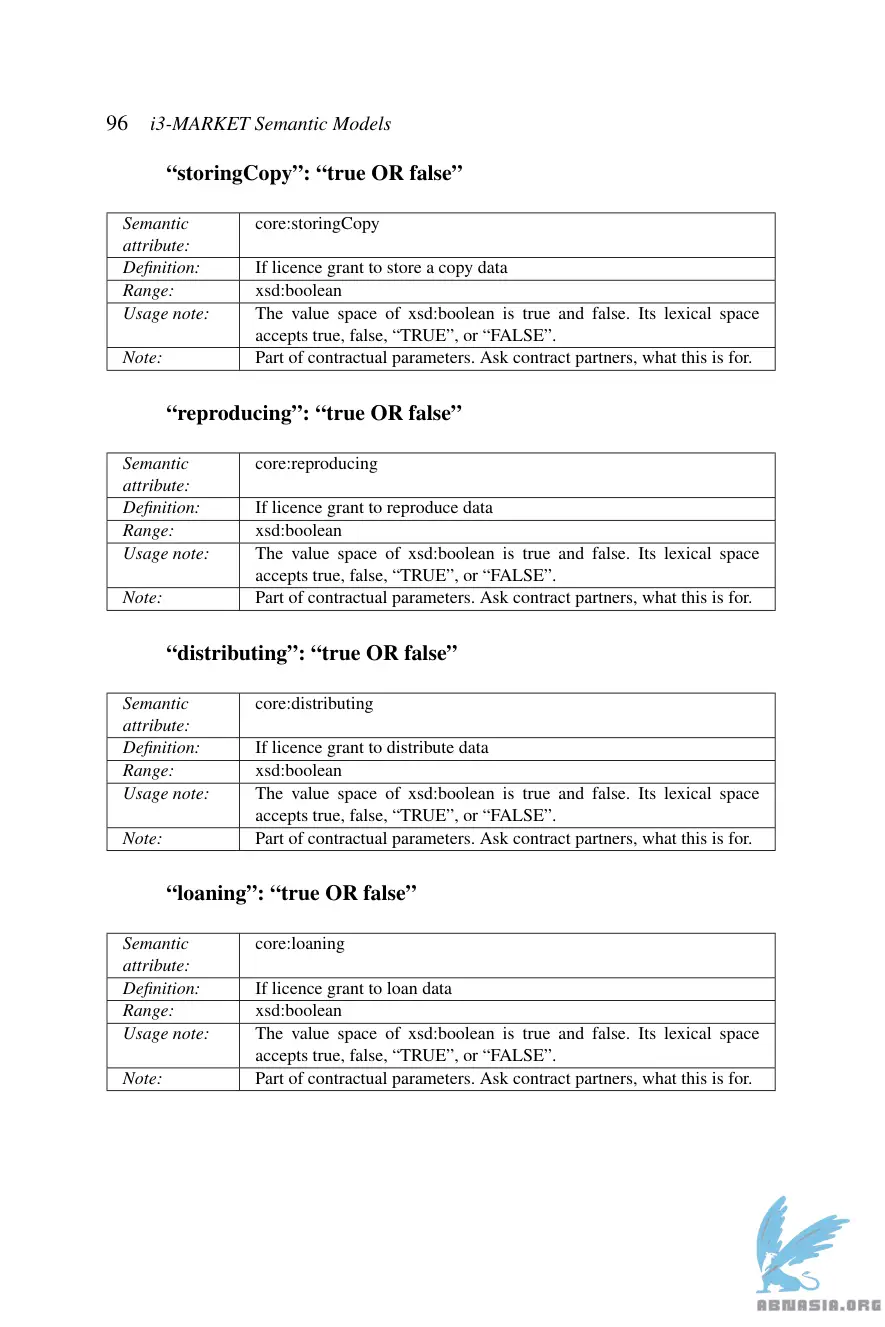 96 i3-MARKET Semantic Models
“storingCopy”: “true OR false”
Semantic attribute: core:storingCopy
Definition: If licence grant to store a copy data
Range: xsd:boolean
Usage note: The value space of xsd:boolean is true and false. Its lexical space
accepts true, false, “TRUE”, or “FALSE”.
Note: Part of contractual parameters. Ask contract partners, what this is for.
“reproducing”: “true OR false”
Semantic attribute: core:reproducing
Definition: If licence grant to reproduce data
Range: xsd:boolean
Usage note: The value space of xsd:boolean is true and false. Its lexical space
accepts true, false, “TRUE”, or “FALSE”.
Note: Part of contractual parameters. Ask contract partners, what this is for.
“distributing”: “true OR false”
Semantic attribute: core:distributing
Definition: If licence grant to distribute data
Range: xsd:boolean
Usage note: The value space of xsd:boolean is true and false. Its lexical space
accepts true, false, “TRUE”, or “FALSE”.
Note: Part of contractual parameters. Ask contract partners, what this is for.
“loaning”: “true OR false”
Semantic attribute: core:loaning
Definition: If licence grant to loan data
Range: xsd:boolean
Usage note: The value space of xsd:boolean is true and false. Its lexical space
accepts true, false, “TRUE”, or “FALSE”.
Note: Part of contractual parameters. Ask contract partners, what this is for.
ABNASIA.ORG